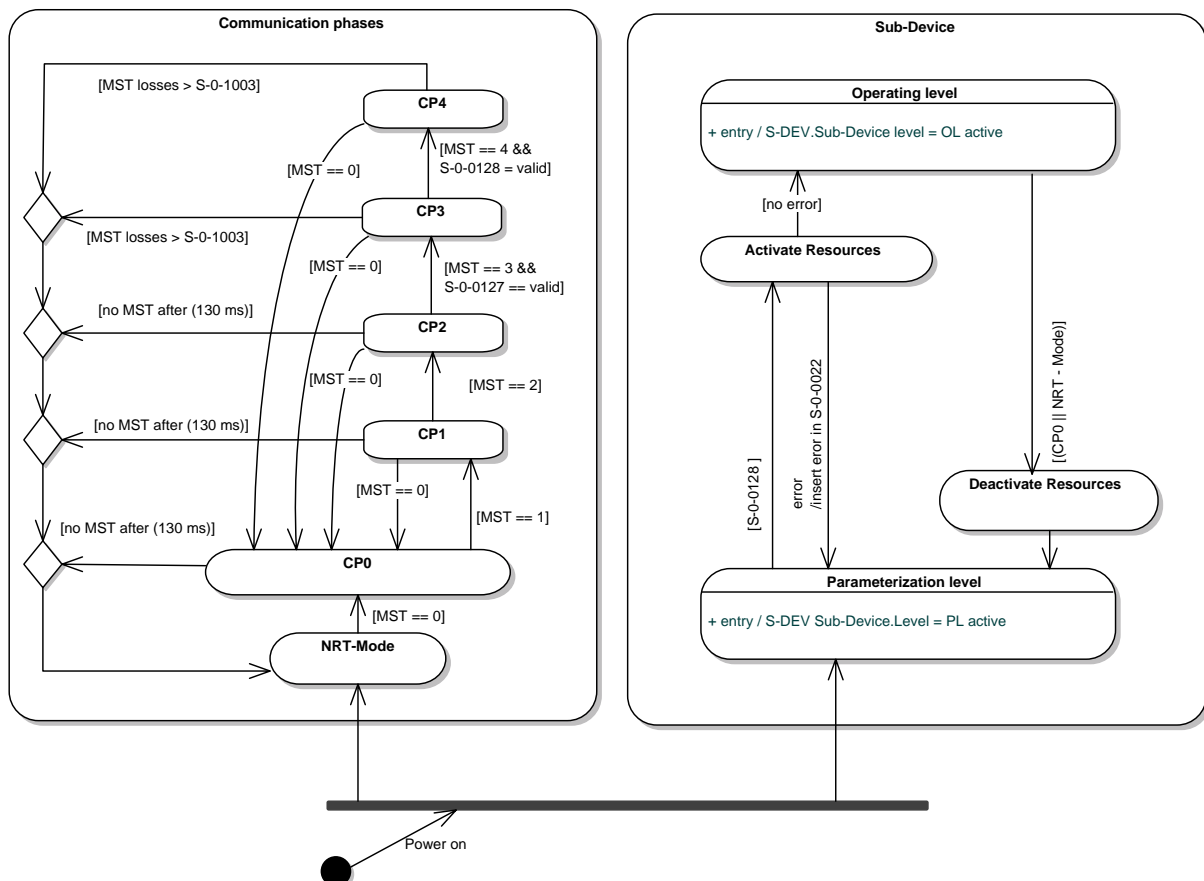 Communication phases
[MST losses > S-0-1003]
CP4
[MST == 4 &&
S-0-0128 = valid]
[MST == 0]
CP3
[MST losses > S-0-1003]
[MST == 0]
[MST == 3 &&
S-0-0127 == valid]
[no MST after (130 ms)]
CP2
[MST == 0]
[MST == 2]
[no MST after (130 ms)]
CP1
[MST == 0]
[MST == 1]
[no MST after (130 ms)]
CP0
[MST == 0]
NRT-Mode
Sub-Device
Operating level
+ entry / S-DEV.Sub-Device level = OL active
[no error]
Activate Resources
[(CP0 || NRT - Mode)]
[S-0-0128 ]
error
/insert eror in S-0-0022
Deactivate Resources
Parameterization level
+ entry / S-DEV Sub-Device.Level = PL active
Power on